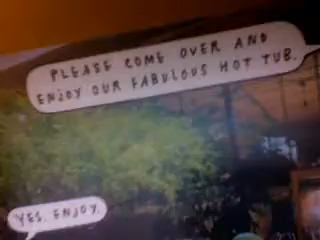 PLEASE COME OVER AND
ENJOY OUR FABULOUS HOT TUB.
YES. ENJOY.